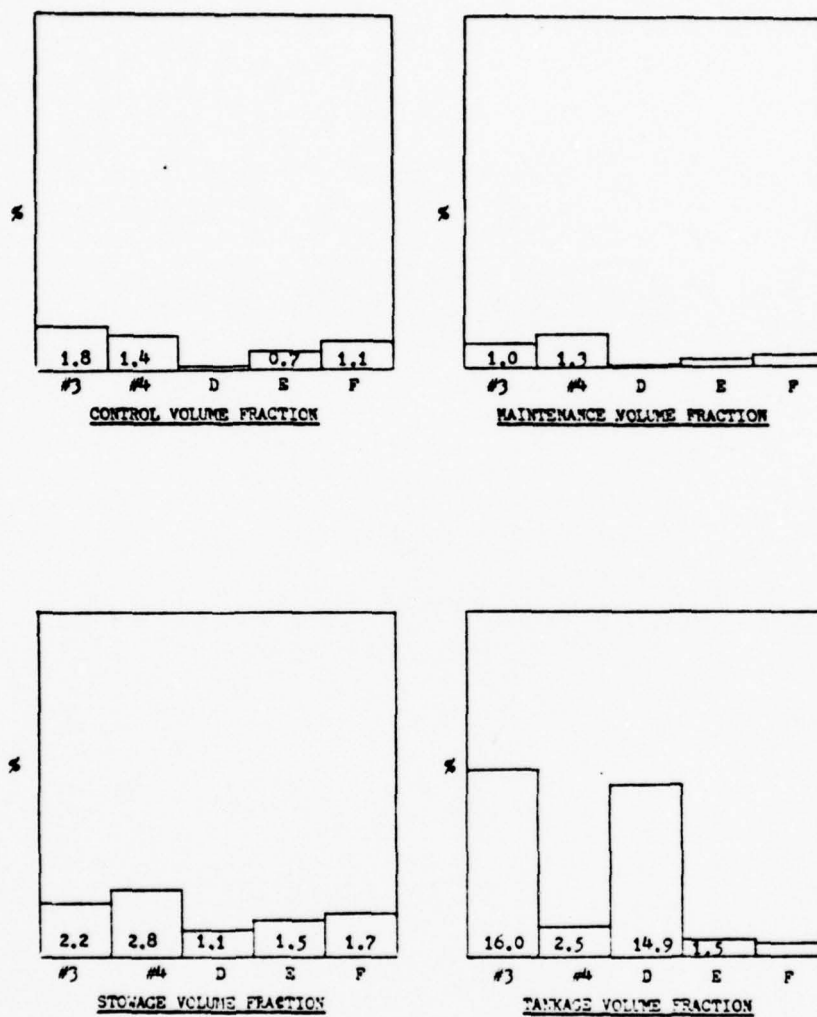 %
1.8 1.4 0.7 1.1
#3 #4 D E F
CONTROL VOLUME FRACTION
%
1.0 1.3
#3 #4 D E F
MAINTENANCE VOLUME FRACTION
%
2.2 2.8 1.1 1.5 1.7
#3 #4 D E F
STOWAGE VOLUME FRACTION
%
16.0 2.5 14.9 1.5
#3 #4 D E F
TANKAGE VOLUME FRACTION